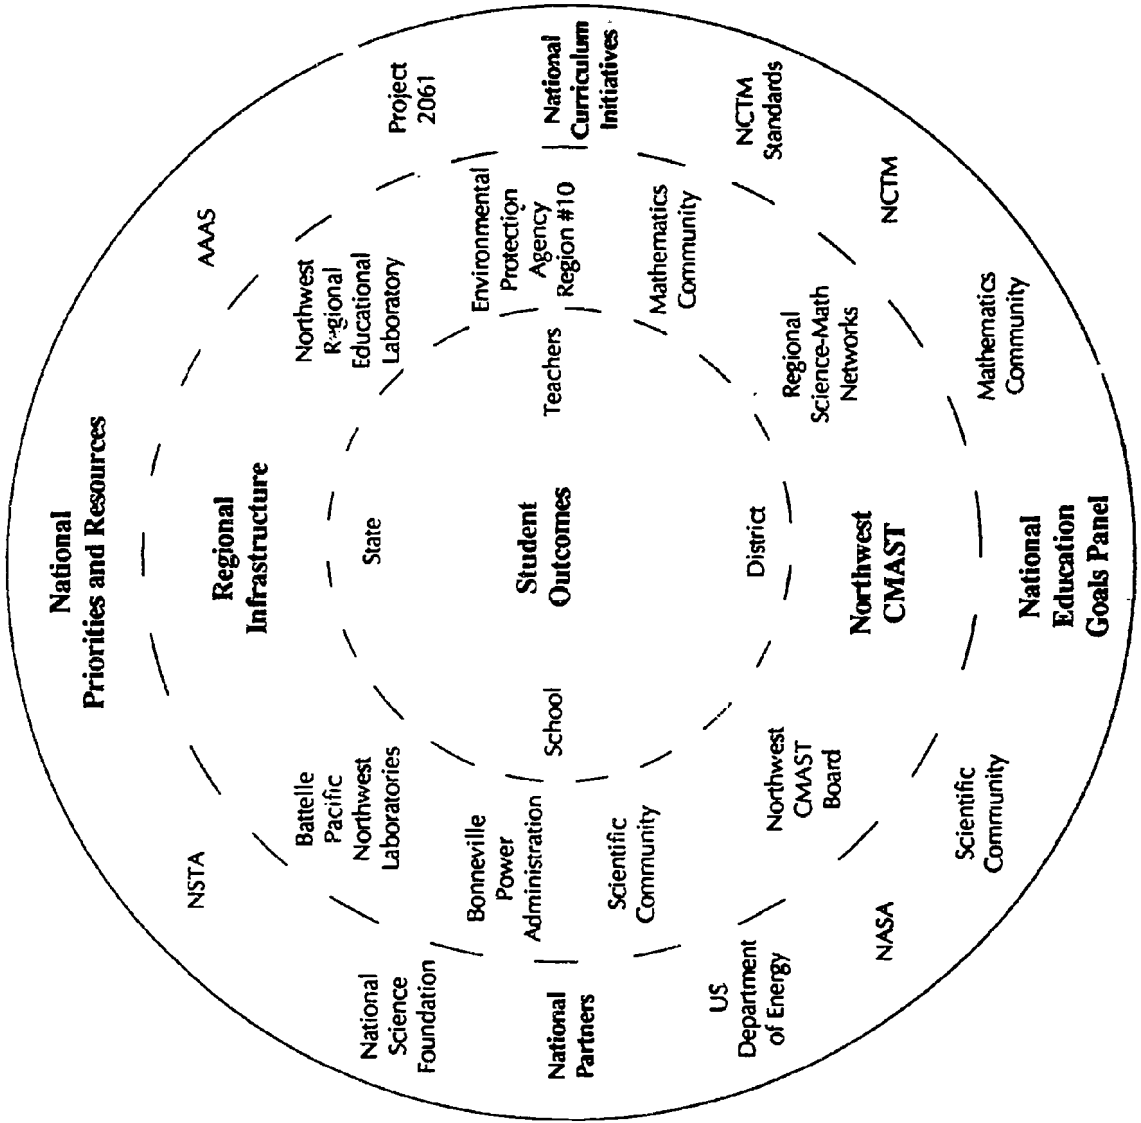 National
Priorities and Resources
NSTA
AAAS
Regional
Infrastructure
National
Science
Foundation
Battelle
Pacific
Northwest
Laboratories
State
Northwest
Regional
Educational
Laboratory
Project
2061
Bonneville
Power
Administration
Environmental
Protection
Agency
Region #10
National
Partners
School
Student
Outcomes
Teachers
National
Curriculum
Initiatives
Scientific
Community
Mathematics
Community
US
Department
of Energy
District
NCTM
Standards
Northwest
CMAST
Board
Northwest
CMAST
Regional
Science-Math
Networks
NASA
NCTM
Scientific
Community
National
Education
Goals Panel
Mathematics
Community